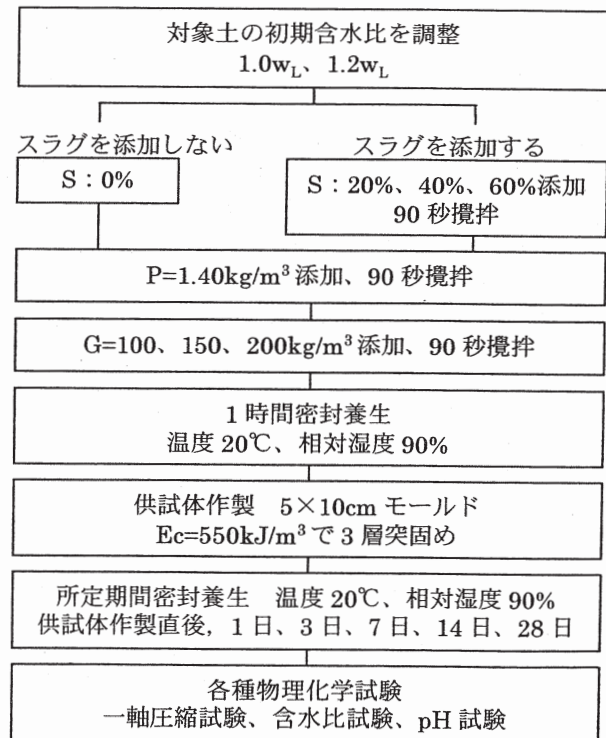 対象土の初期含水比を調整
1.0wL、1.2wL
スラグを添加しない
S：0%
スラグを添加する
S：20%、40%、60%添加
90 秒攪拌
P=1.40kg/m³ 添加、90 秒攪拌
G=100、150、200kg/m³ 添加、90 秒攪拌
1 時間密封養生
温度 20℃、相対湿度 90%
供試体作製　5×10cm モールド
Ec=550kJ/m³ で 3 層突固め
所定期間密封養生　温度 20℃、相対湿度 90%
供試体作製直後，1 日、3 日、7 日、14 日、28 日
各種物理化学試験
一軸圧縮試験、含水比試験、pH 試験